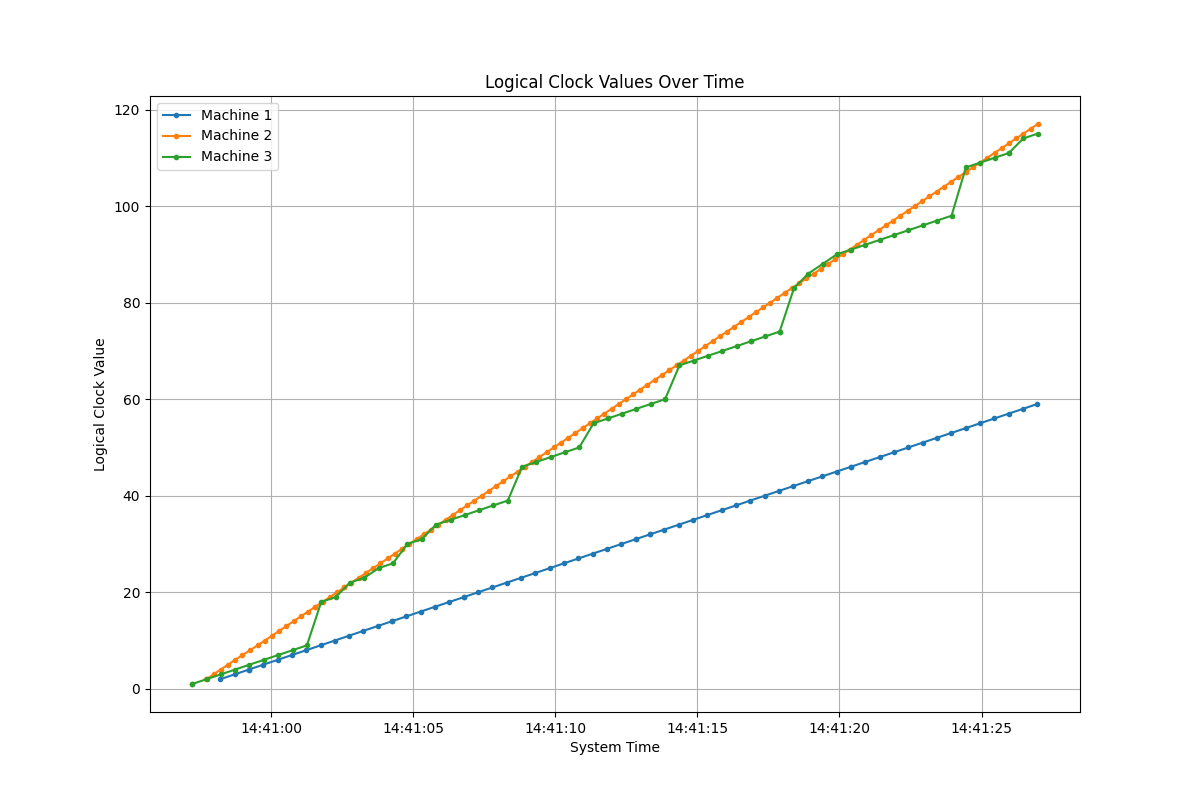 Logical Clock Values Over Time
Machine 1
Machine 2
Machine 3
120
100
80
60
40
20
0
Logical Clock Value
14:41:00
14:41:05
14:41:10
14:41:15
14:41:20
14:41:25
System Time